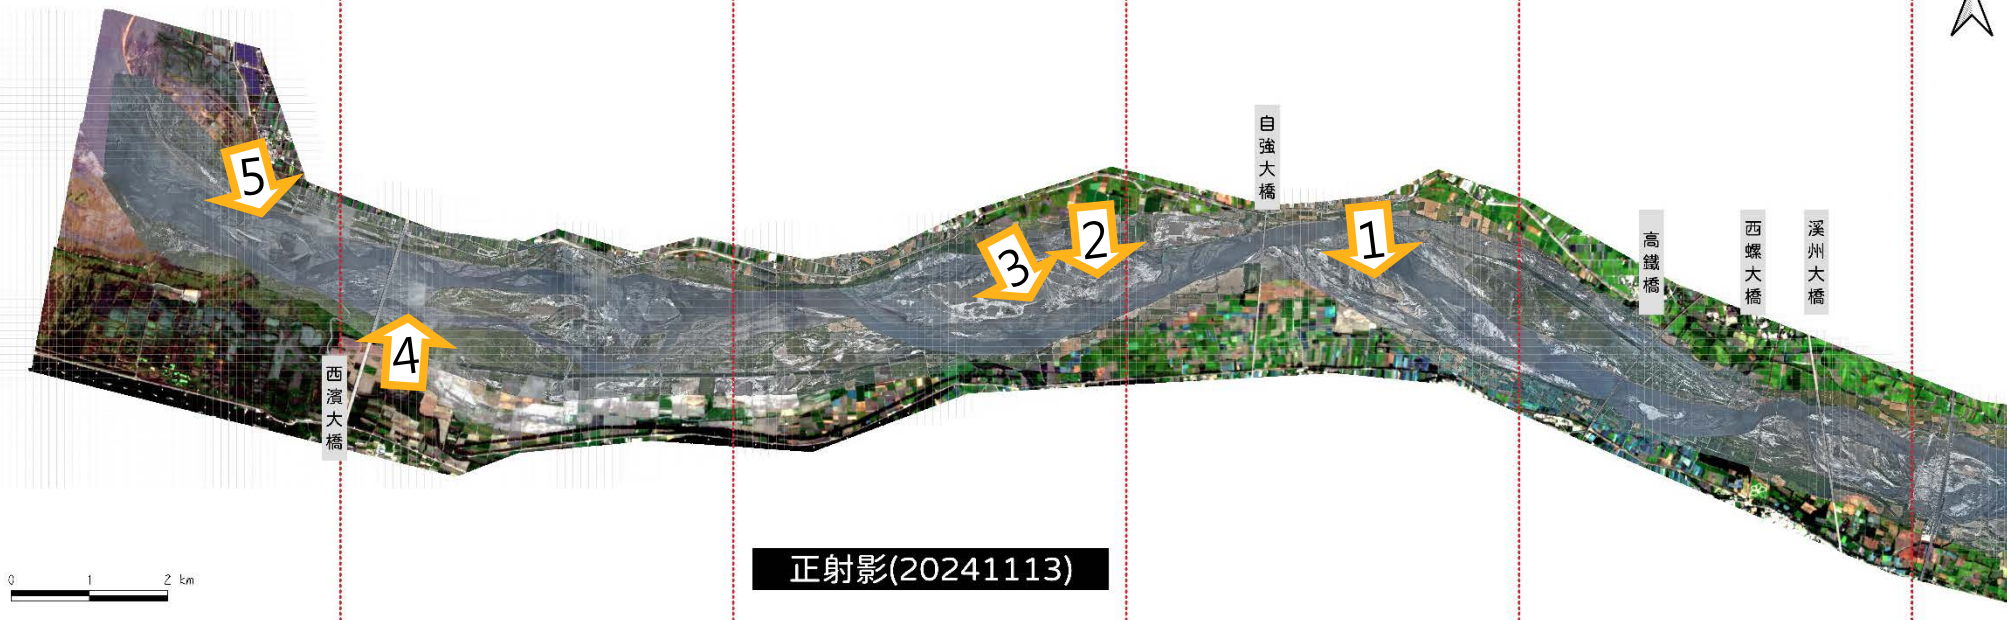 自強大橋
5
2
1
3
高鐵橋
西螺大橋
溪州大橋
4
西濱大橋
正射影(20241113)
0 1 2 km